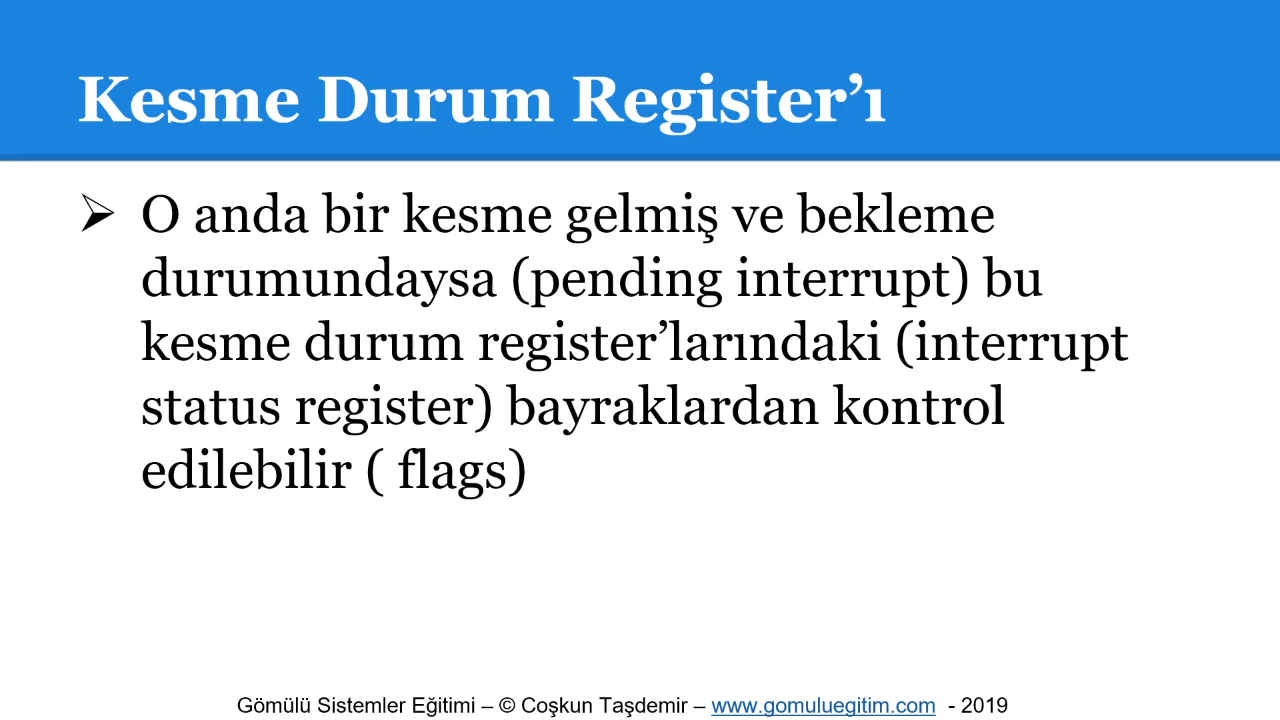 Kesme Durum Register’ı
➢ O anda bir kesme gelmiş ve bekleme
durumundaysa (pending interrupt) bu
kesme durum register’larındaki (interrupt
status register) bayraklardan kontrol
edilebilir ( flags)
Gömülü Sistemler Eğitimi – © Coşkun Taşdemir – www.gomuluegitim.com - 2019